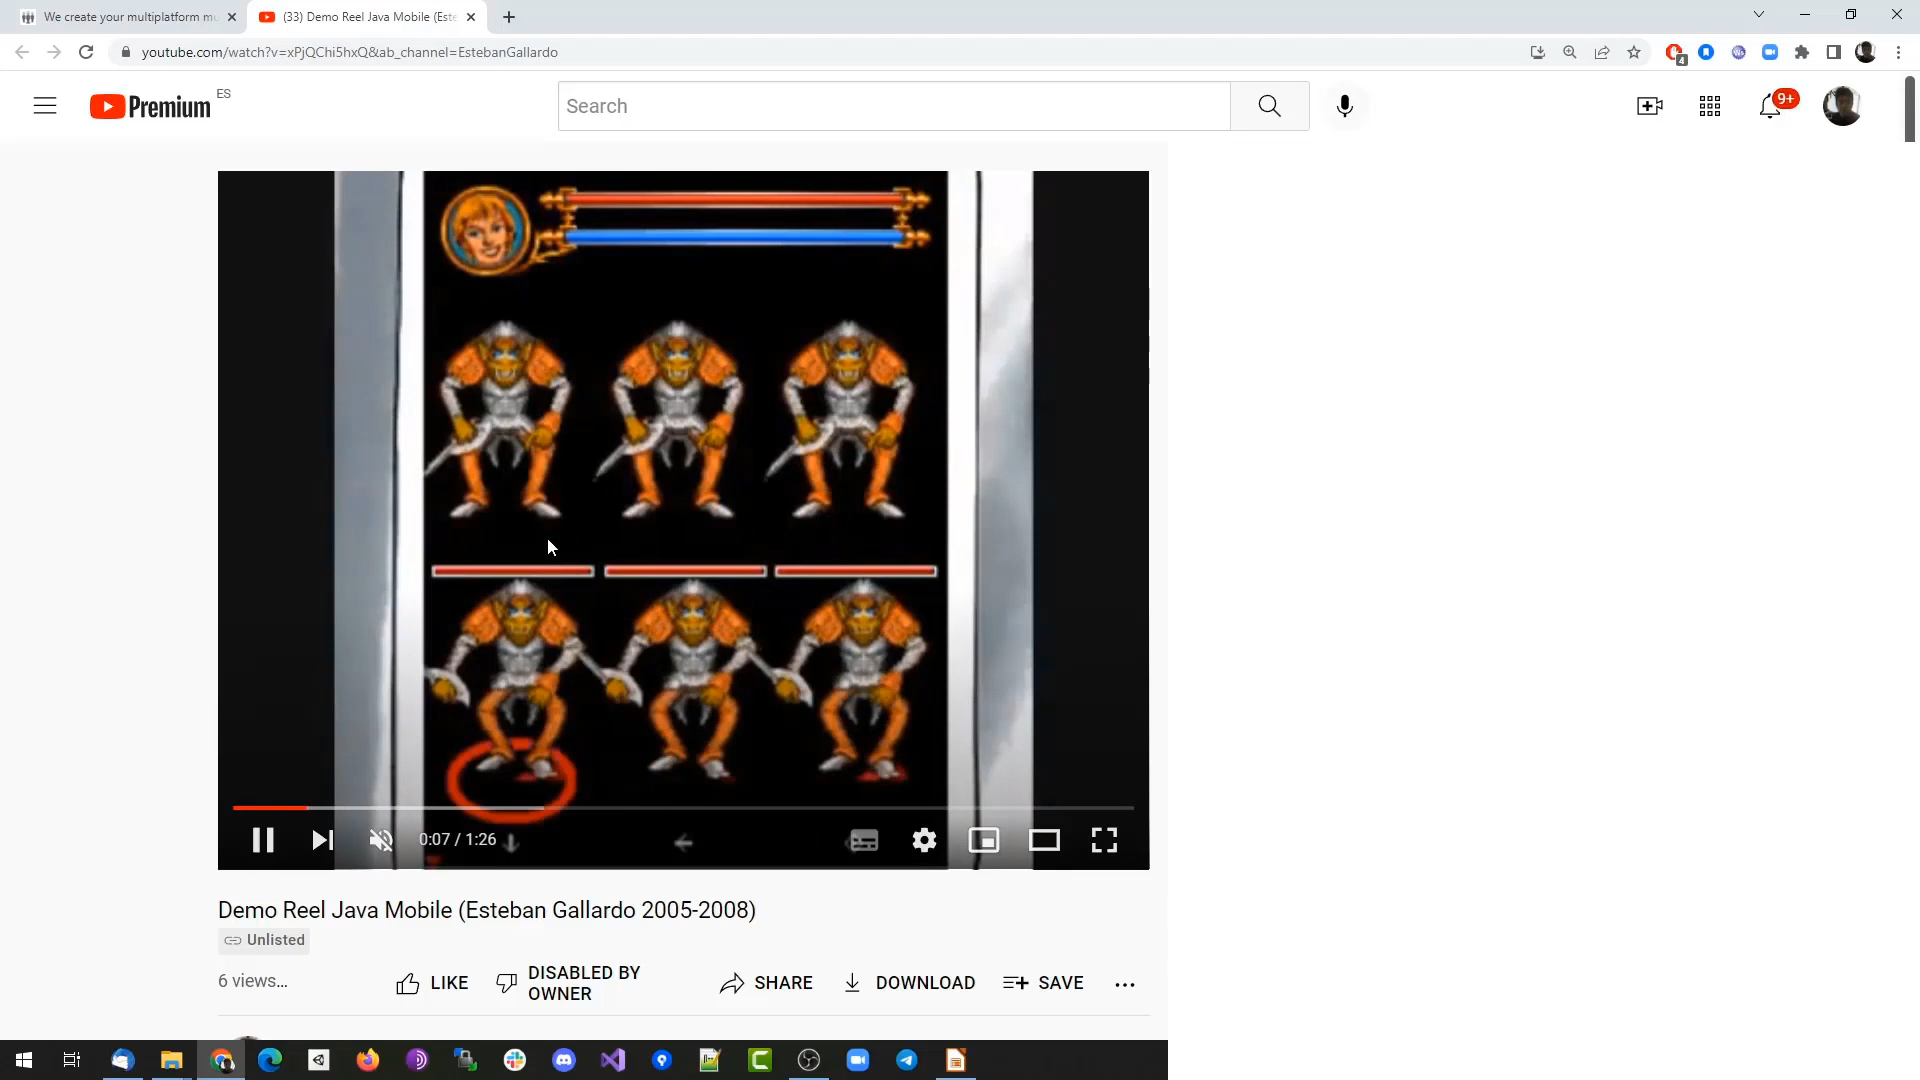 We create your multiplatform mu
(33) Demo Reel Java Mobile (Este
youtube.com/watch?v=xPjQChi5hxQ&ab_channel=EstebanGallardo
4
Premium
ES
Search
9+
0:07 / 1:26
Demo Reel Java Mobile (Esteban Gallardo 2005-2008)
Unlisted
6 views...
LIKE
DISABLED BY
OWNER
SHARE
DOWNLOAD
SAVE